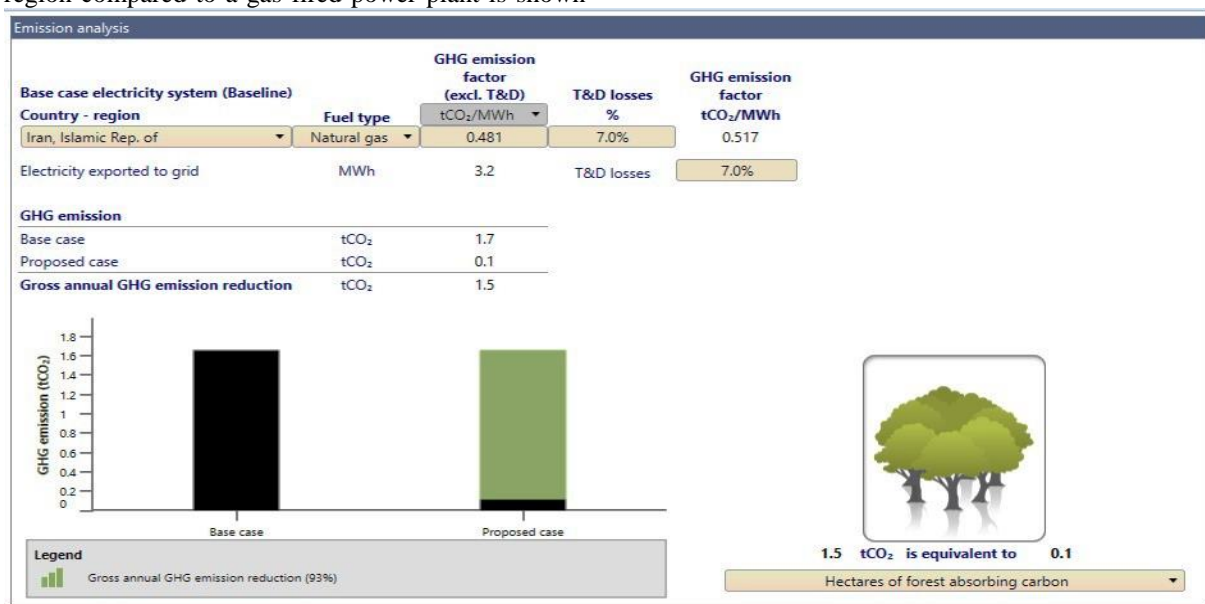 region compared to a gas-fired power plant is shown
Emission analysis
GHG emission
factor
(excl. T&D)
GHG emission
factor
Base case electricity system (Baseline)
T&D losses
Country - region Fuel type tCO₂/MWh % tCO₂/MWh
Iran, Islamic Rep. of Natural gas 0.481 7.0% 0.517
Electricity exported to grid MWh 3.2 T&D losses 7.0%
GHG emission
Base case tCO₂ 1.7
Proposed case tCO₂ 0.1
Gross annual GHG emission reduction tCO₂ 1.5
GHG emission (tCO₂)
1.8
1.6
1.4
1.2
1
0.8
0.6
0.4
0.2
0
Base case Proposed case
Legend
Gross annual GHG emission reduction (93%)
1.5 tCO₂ is equivalent to 0.1
Hectares of forest absorbing carbon